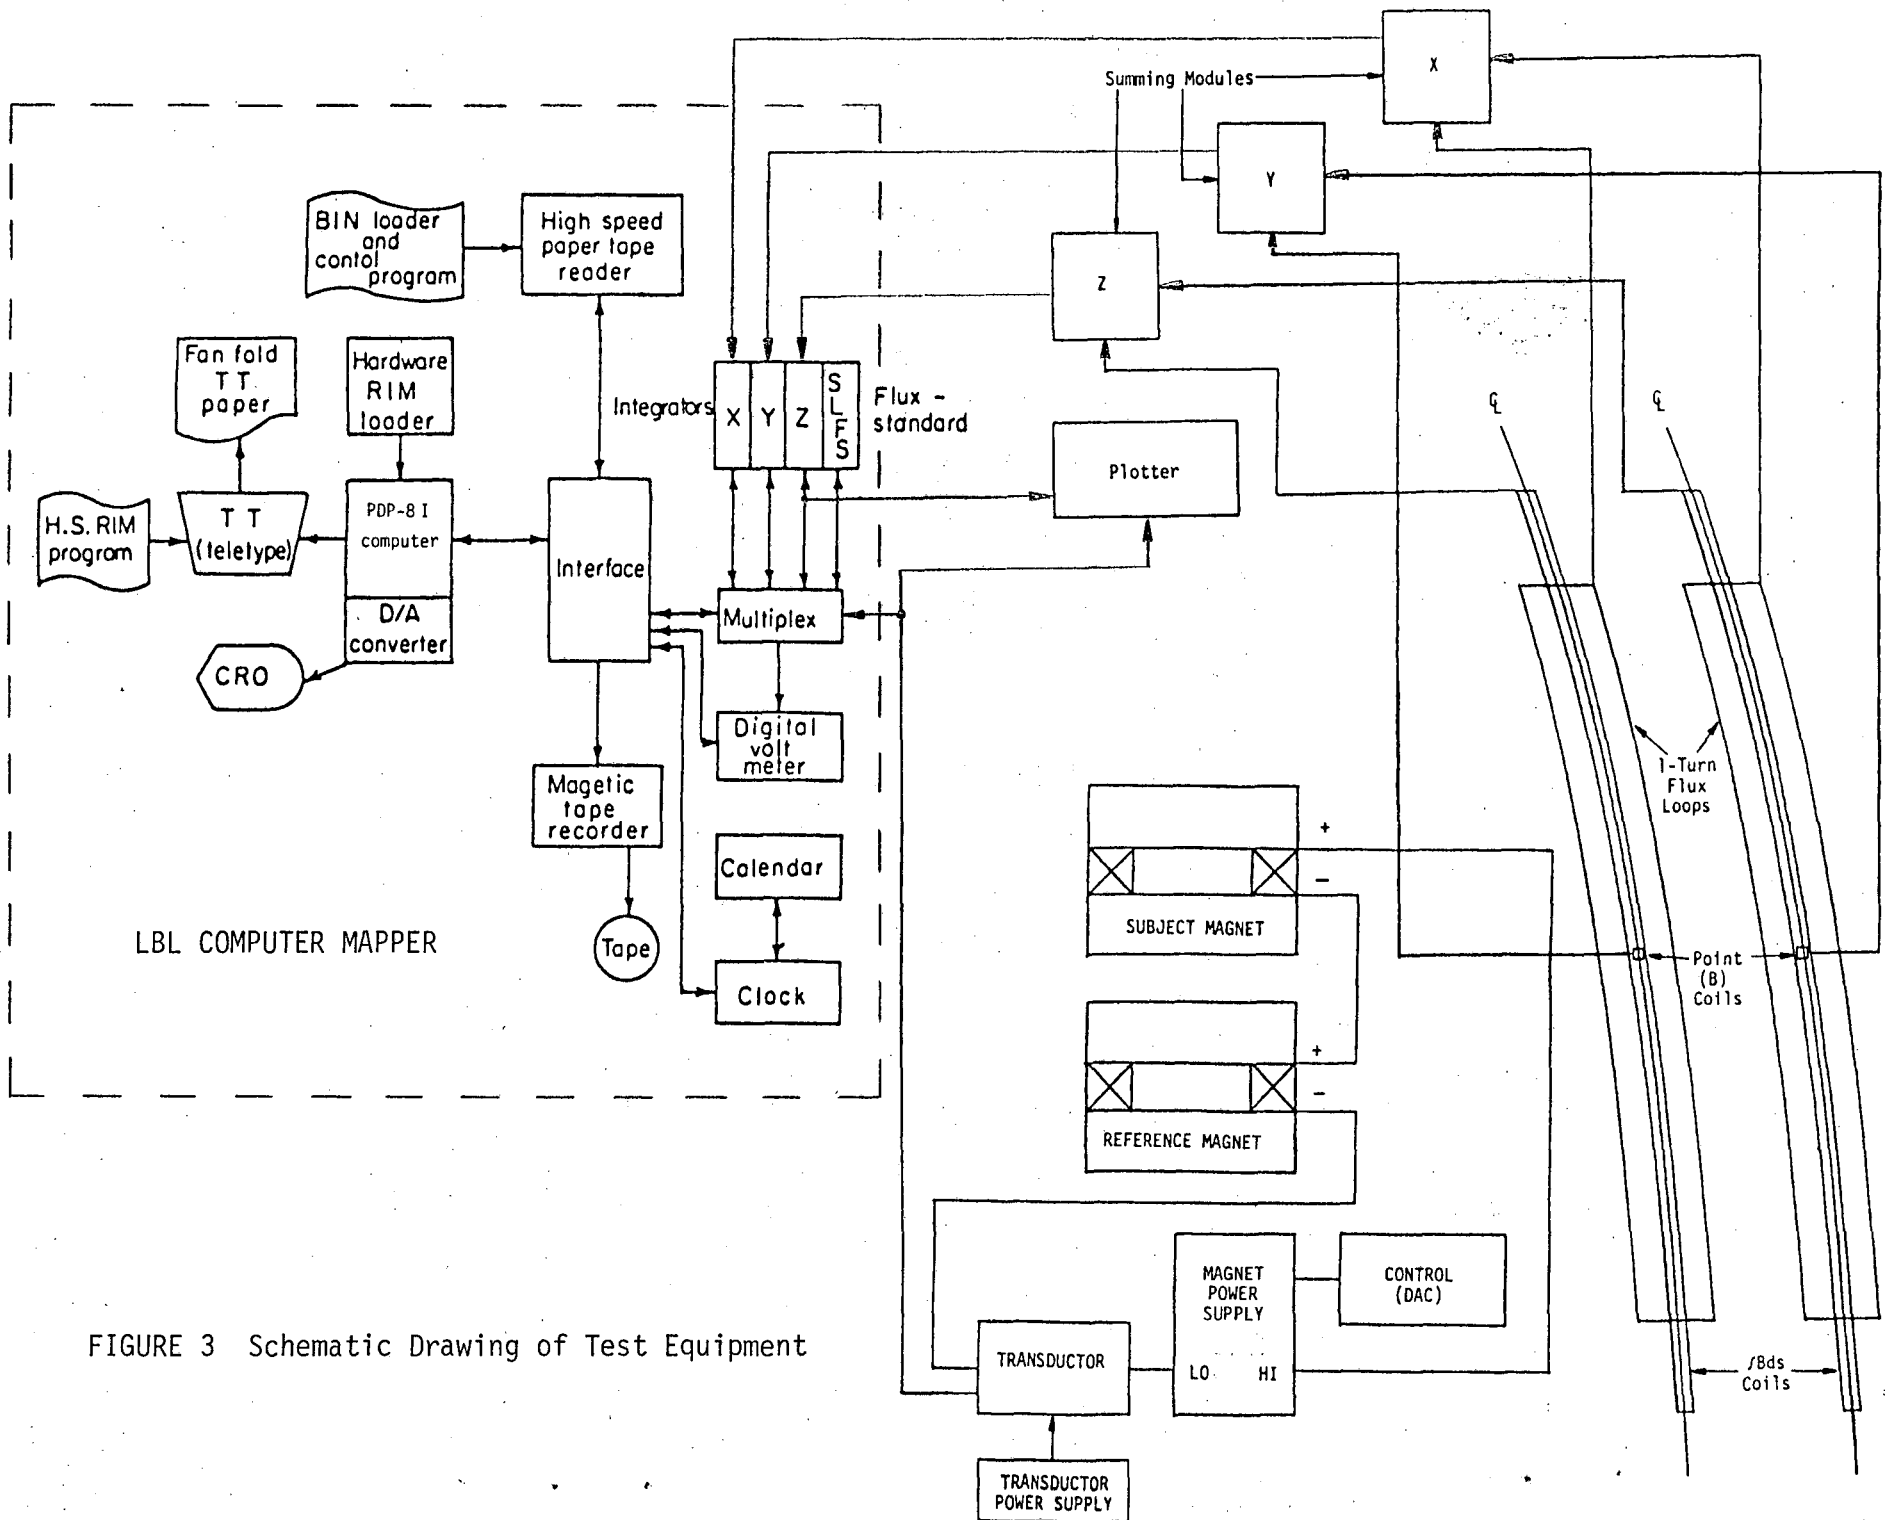 X
Summing Modules
Y
BIN loader
and
contol
program
High speed
paper tape
reader
Z
Fan fold
T T
paper
Hardware
RIM
loader
Integrators
X
Y
Z
S
L
F
S
Flux -
standard
℄
℄
Plotter
H.S. RIM
program
T T
(teletype)
PDP-8 I
computer
Interface
D/A
converter
Multiplex
CRO
Digital
volt
meter
1-Turn
Flux
Loops
Magetic
tape
recorder
+
Calendar
-
SUBJECT MAGNET
LBL COMPUTER MAPPER
Tape
Clock
Point
(B)
Coils
+
-
REFERENCE MAGNET
MAGNET
POWER
SUPPLY
CONTROL
(DAC)
FIGURE 3 Schematic Drawing of Test Equipment
TRANSDUCTOR
LO HI
∫Bds
Coils
TRANSDUCTOR
POWER SUPPLY